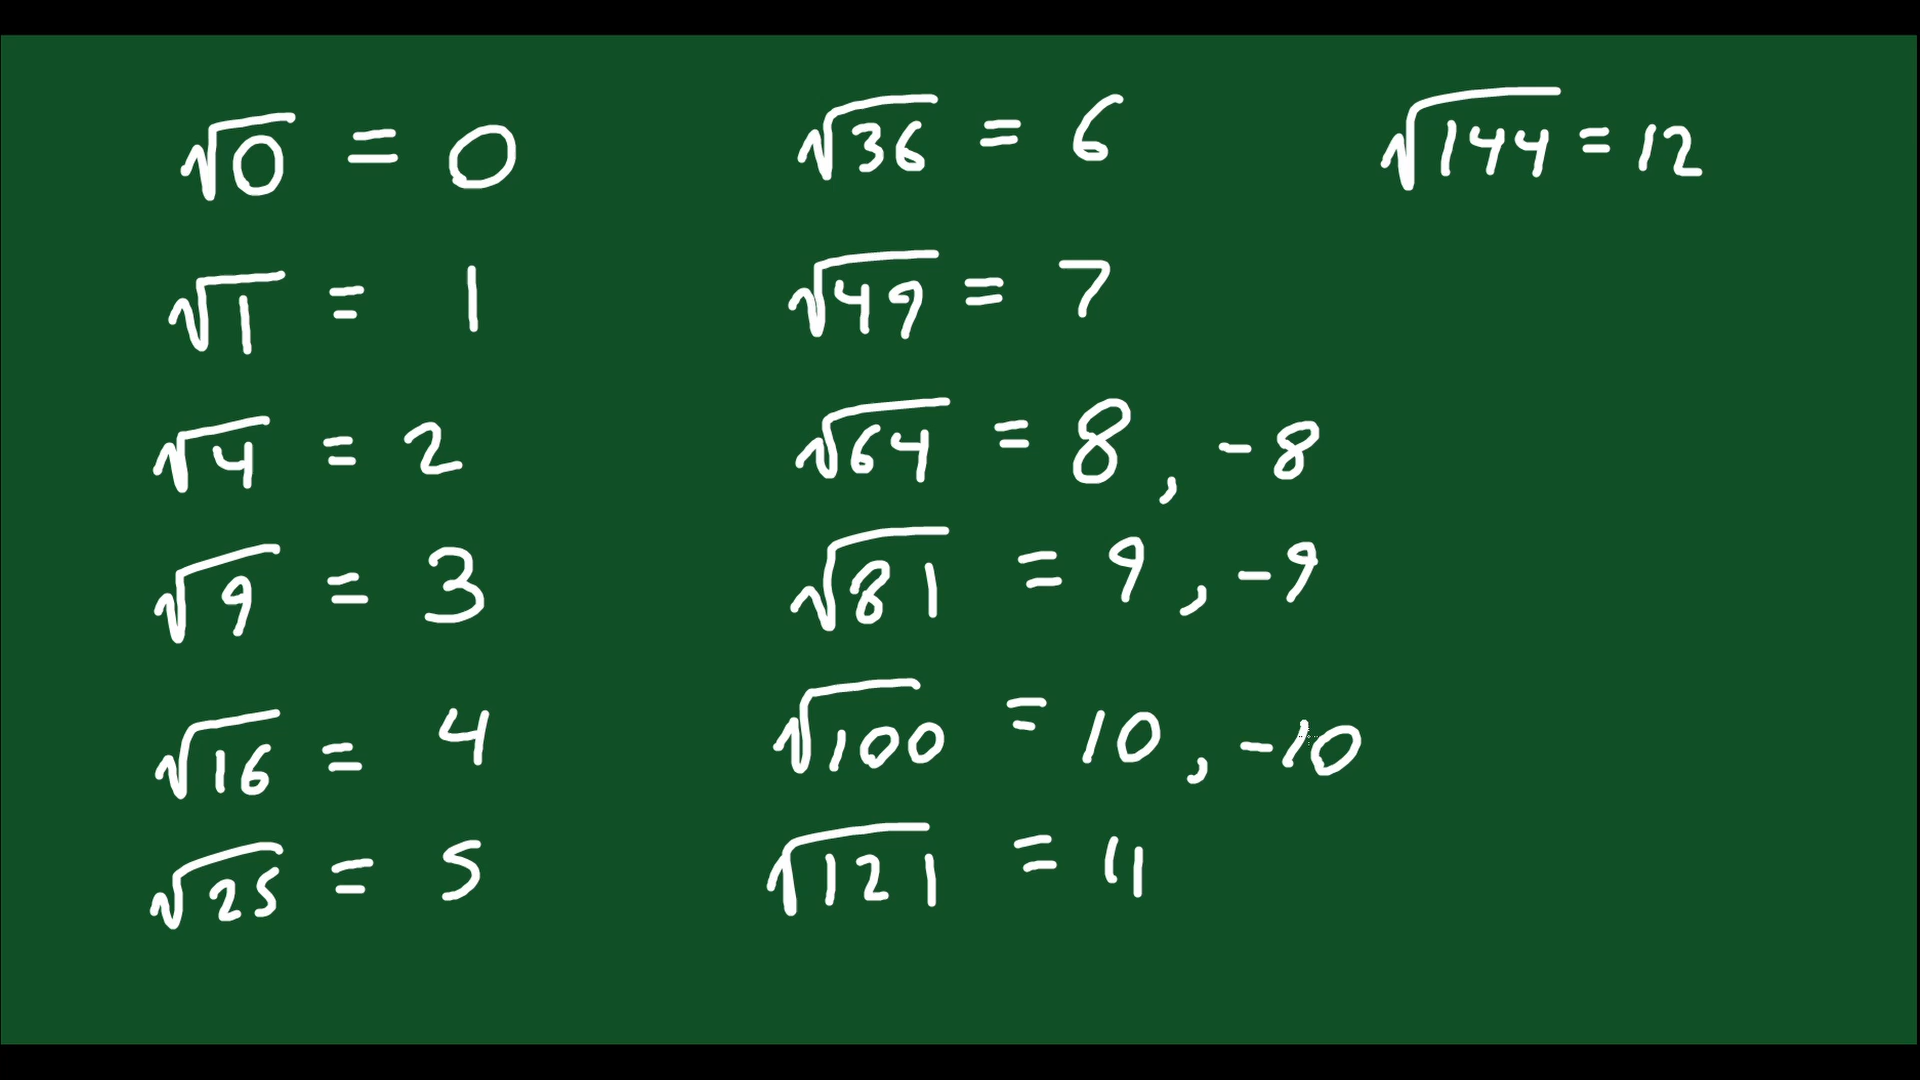 √0 = 0
√1 = 1
√4 = 2
√9 = 3
√16 = 4
√25 = 5
√36 = 6
√49 = 7
√64 = 8, -8
√81 = 9, -9
√100 = 10, -10
√121 = 11
√144 = 12